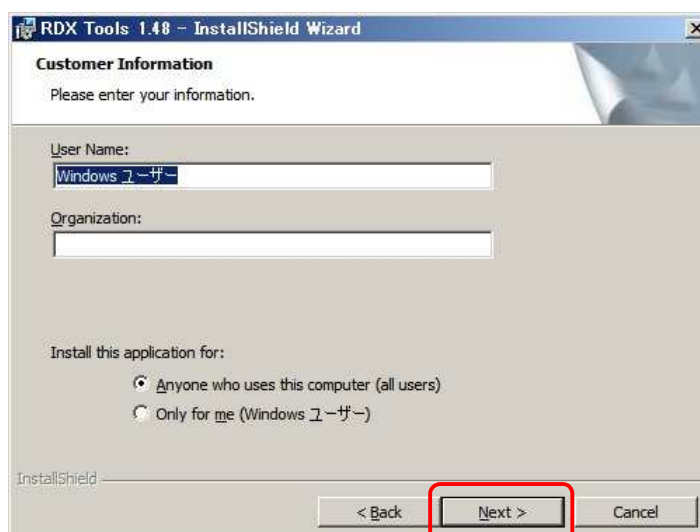 RDX Tools 1.48 - InstallShield Wizard
Customer Information
Please enter your information.
User Name:
Windows ユーザー
Organization:
Install this application for:
Anyone who uses this computer (all users)
Only for me (Windows ユーザー)
InstallShield
< Back Next > Cancel